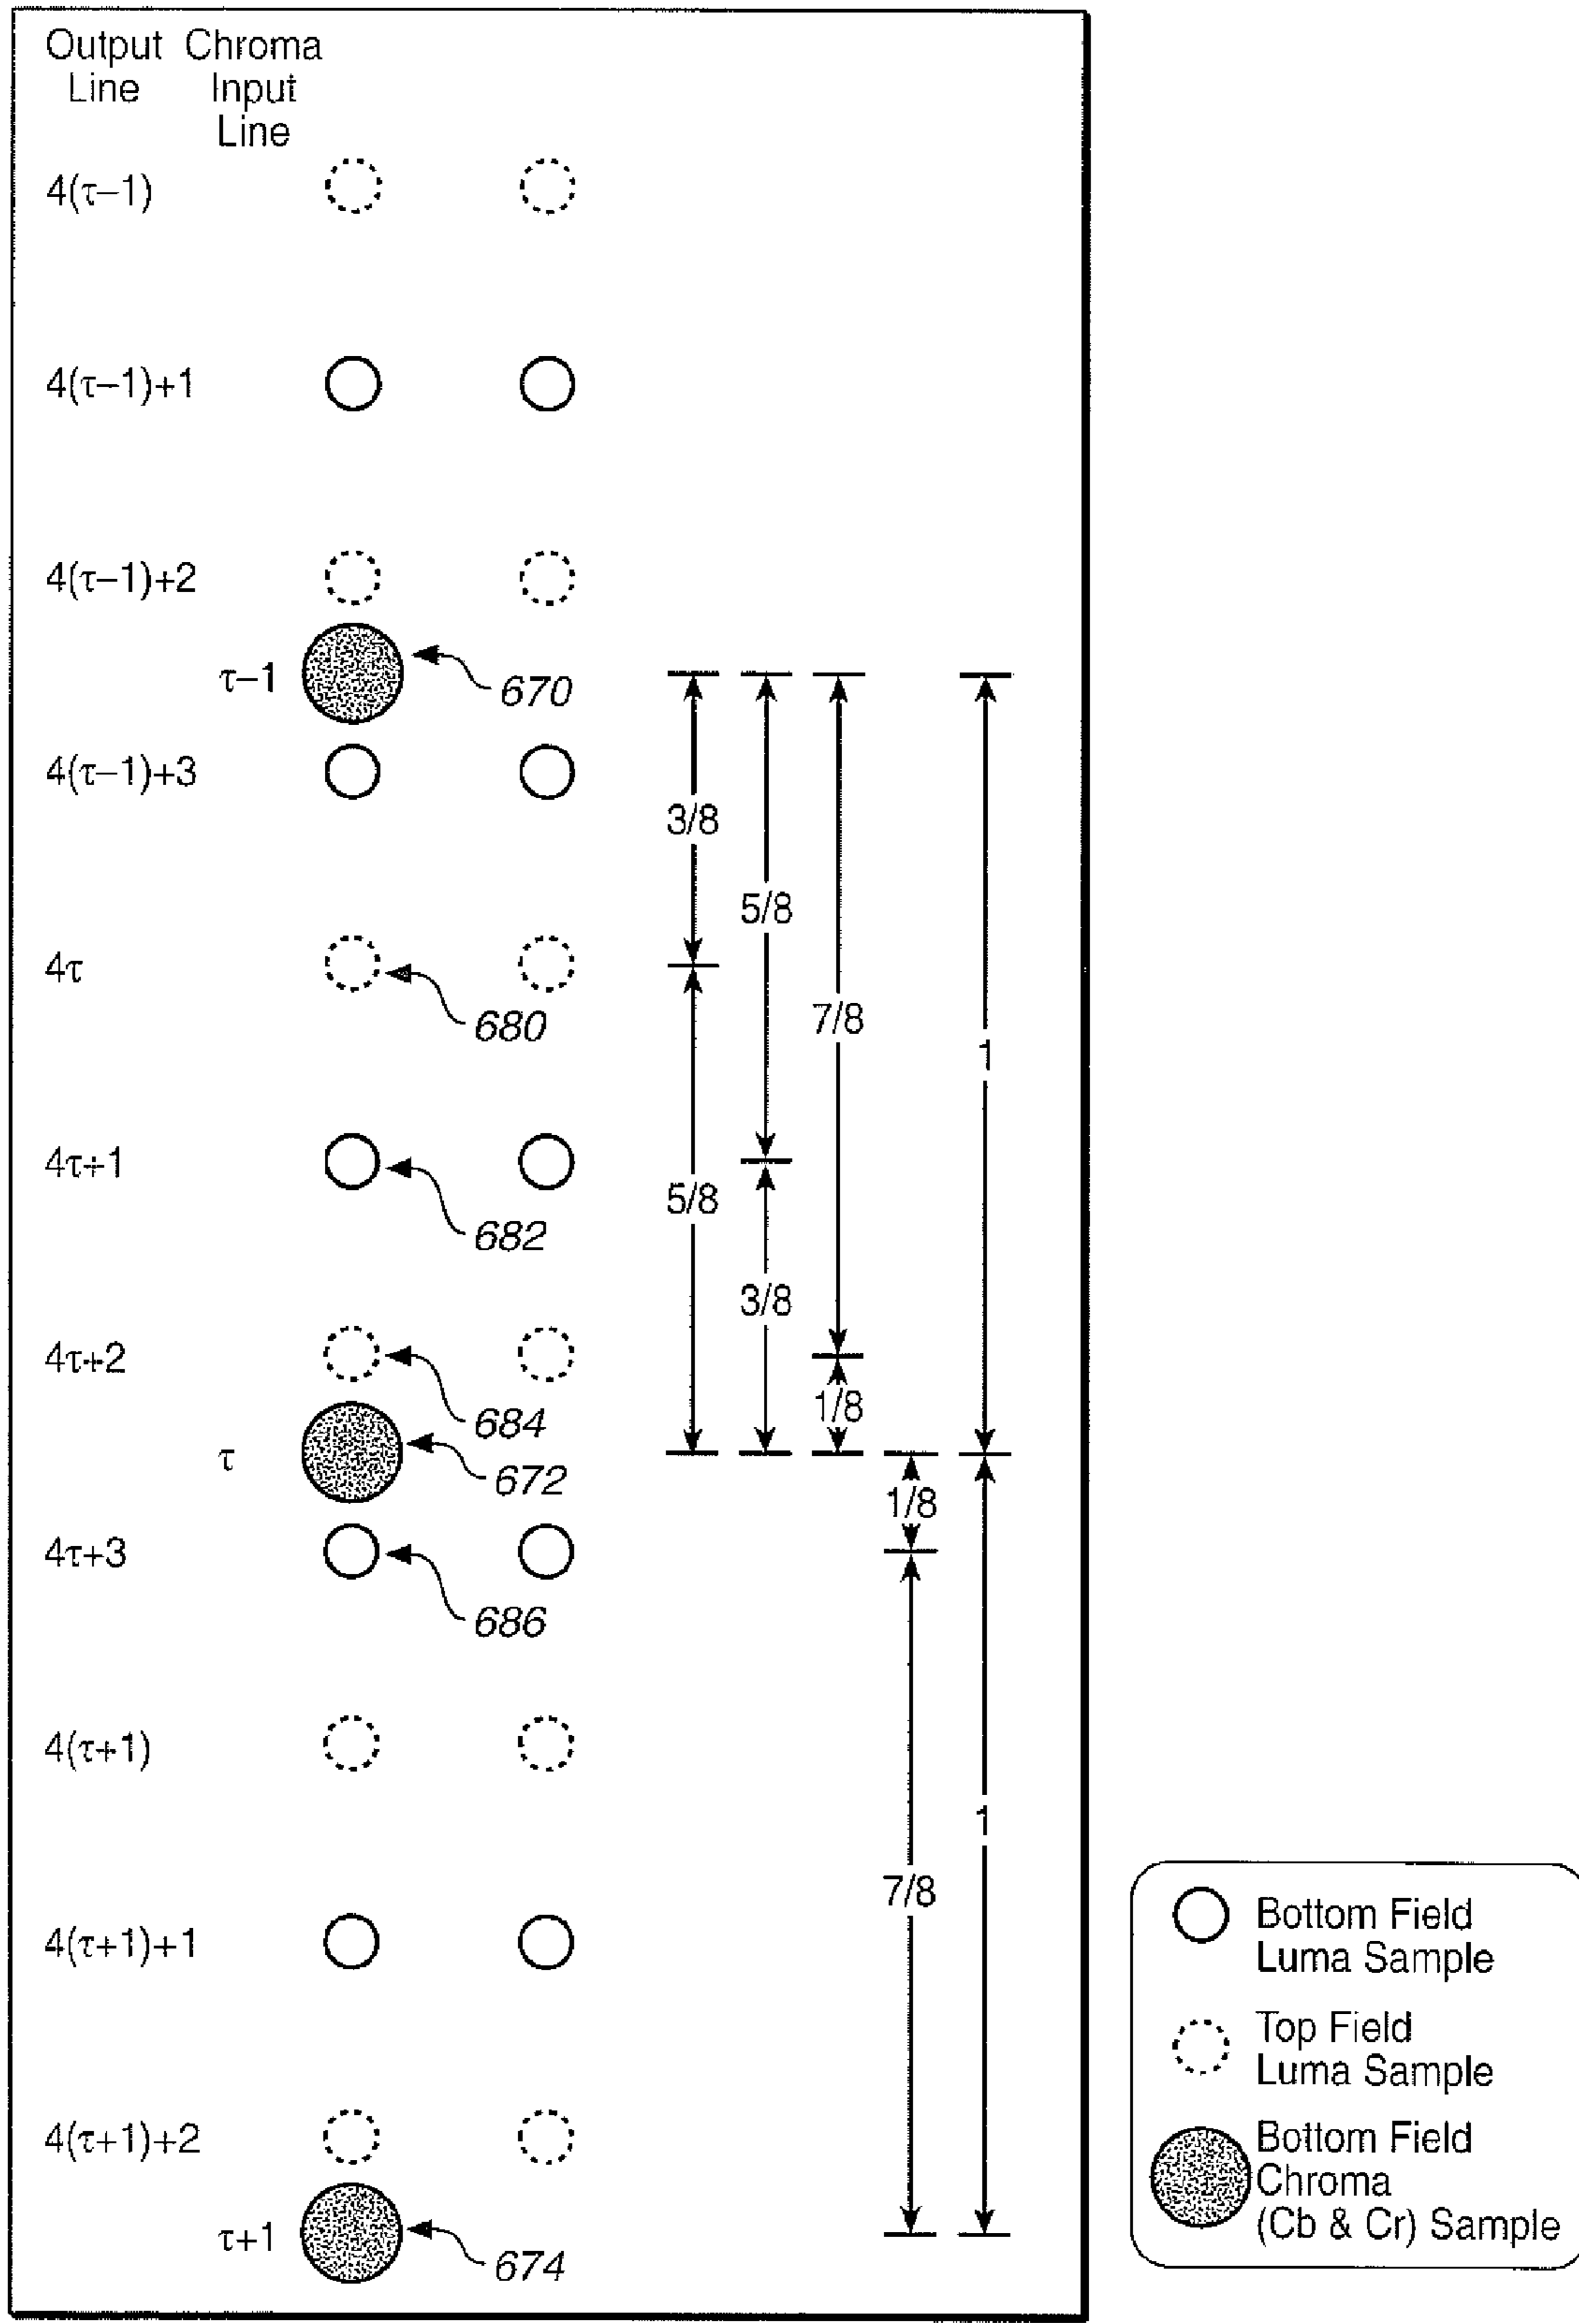 Output Chroma
Line Input
Line
4(τ−1)
4(τ−1)+1
4(τ−1)+2
τ−1
670
4(τ−1)+3
3/8
5/8
4τ
680
7/8
1
4τ+1
5/8
682
3/8
4τ+2
1/8
684
τ
672
1/8
4τ+3
686
4(τ+1)
1
7/8
4(τ+1)+1
4(τ+1)+2
τ+1
674
Bottom Field
Luma Sample
Top Field
Luma Sample
Bottom Field
Chroma
(Cb & Cr) Sample